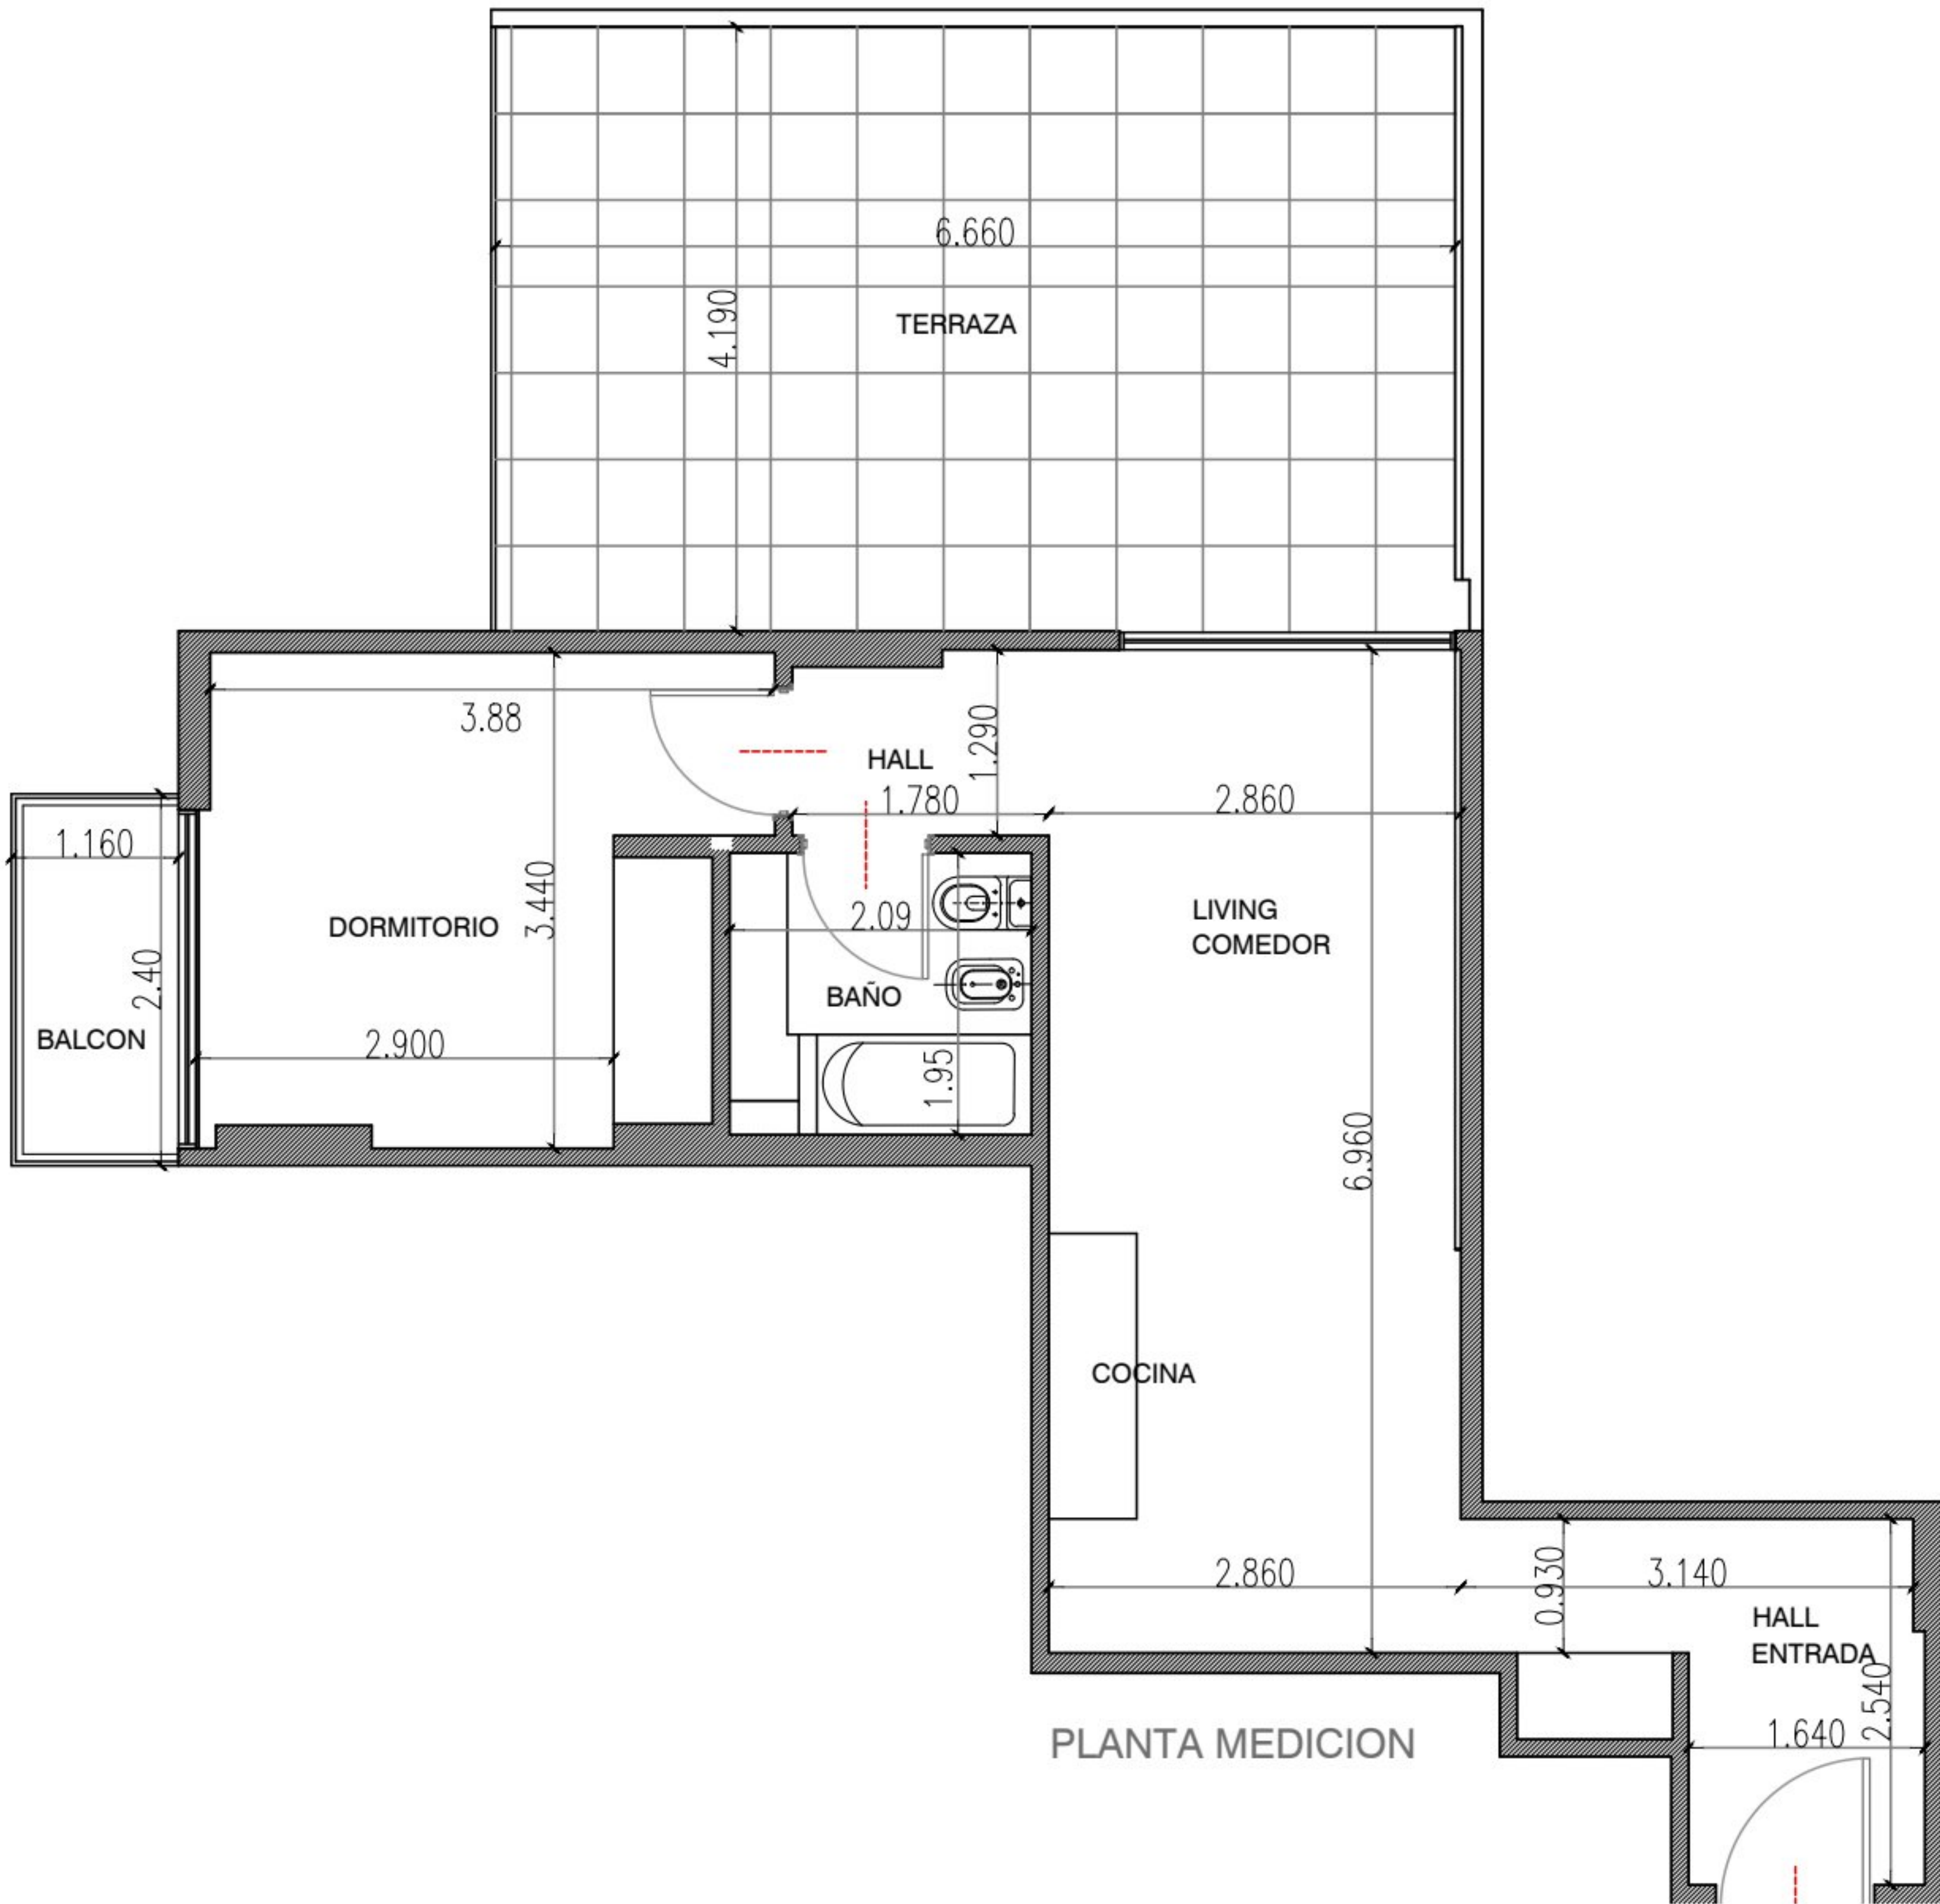 6.660
4.190
TERRAZA
3.88
HALL
1.290
1.780
2.860
1.160
3.440
DORMITORIO
2.09
LIVING
COMEDOR
2.40
BAÑO
BALCON
2.900
1.95
6.960
COCINA
2.860
0.930
3.140
HALL
ENTRADA
2.540
1.640
PLANTA MEDICION